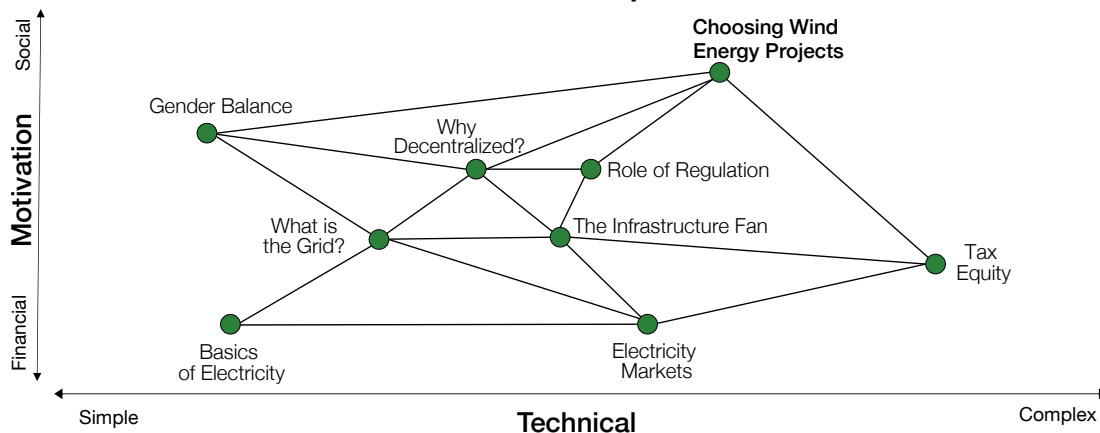 Social
Motivation
Financial
Choosing Wind
Energy Projects
Gender Balance
Why
Decentralized?
Role of Regulation
What is
the Grid?
The Infrastructure Fan
Tax
Equity
Basics
of Electricity
Electricity
Markets
Simple
Technical
Complex